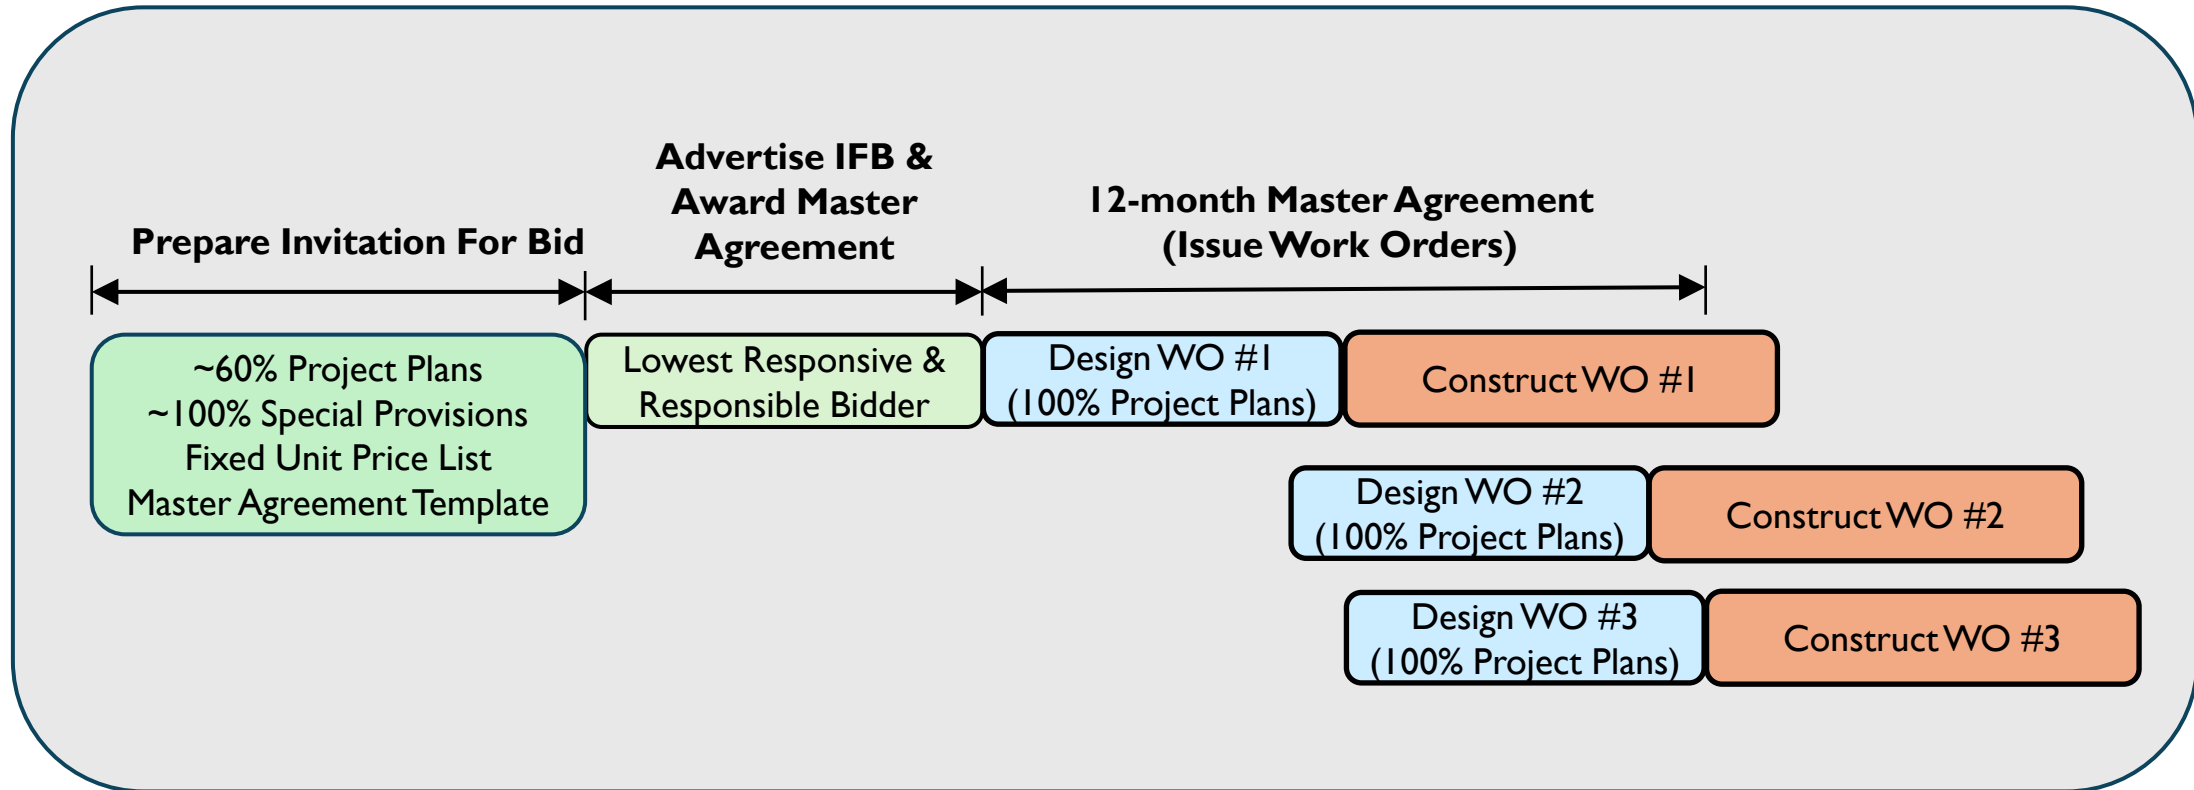 Prepare Invitation For Bid
Advertise IFB &
Award Master
Agreement
12-month Master Agreement
(Issue Work Orders)
~60% Project Plans
~100% Special Provisions
Fixed Unit Price List
Master Agreement Template
Lowest Responsive &
Responsible Bidder
Design WO #1
(100% Project Plans)
Construct WO #1
Design WO #2
(100% Project Plans)
Construct WO #2
Design WO #3
(100% Project Plans)
Construct WO #3